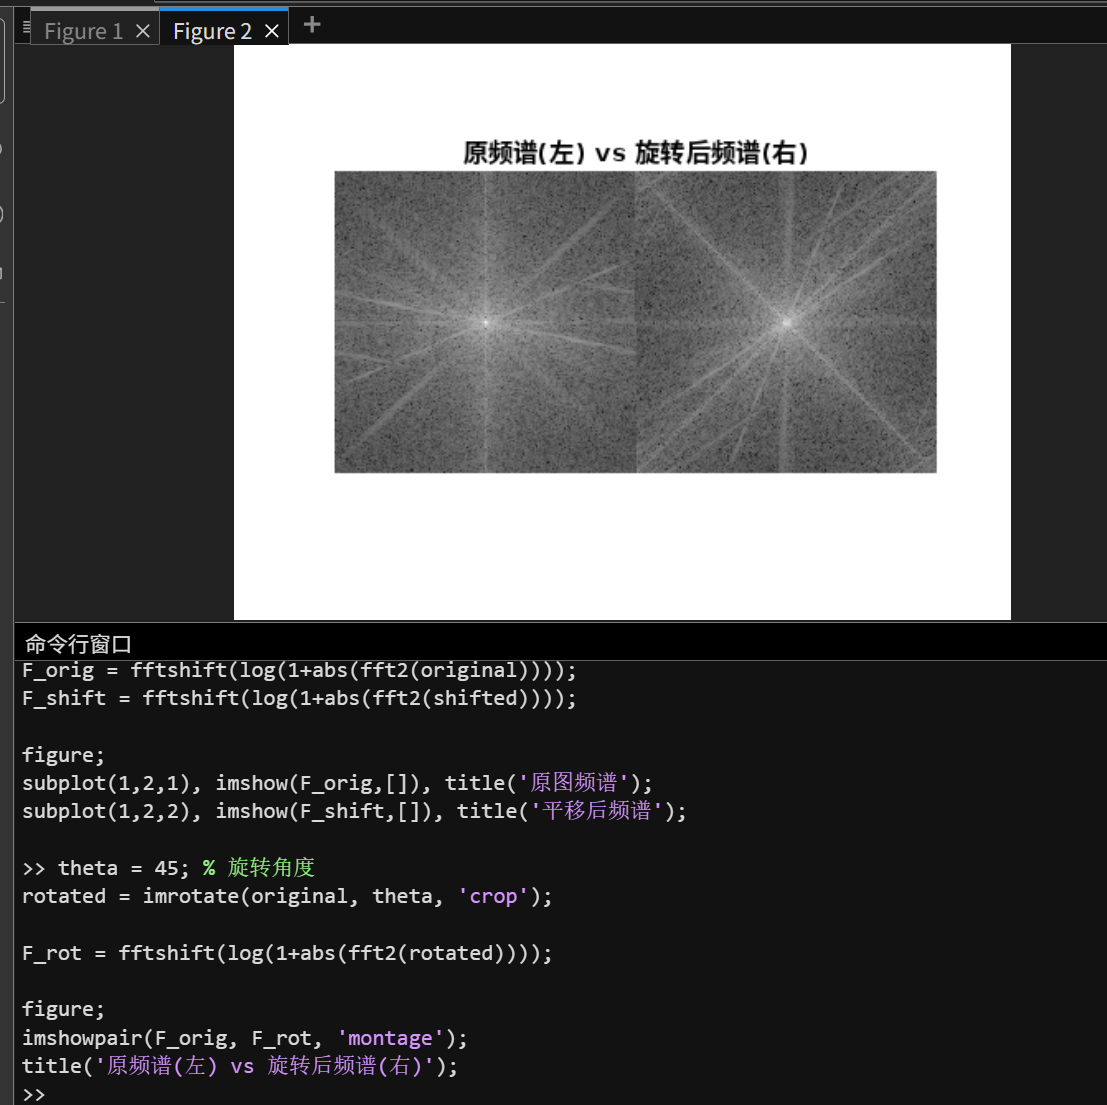 Figure 1 × Figure 2 × +
原频谱(左) vs 旋转后频谱(右)
命令行窗口
F_orig = fftshift(log(1+abs(fft2(original))));
F_shift = fftshift(log(1+abs(fft2(shifted))));
figure;
subplot(1,2,1), imshow(F_orig,[]), title('原图频谱');
subplot(1,2,2), imshow(F_shift,[]), title('平移后频谱');
>> theta = 45; % 旋转角度
rotated = imrotate(original, theta, 'crop');
F_rot = fftshift(log(1+abs(fft2(rotated))));
figure;
imshowpair(F_orig, F_rot, 'montage');
title('原频谱(左) vs 旋转后频谱(右)');
>>